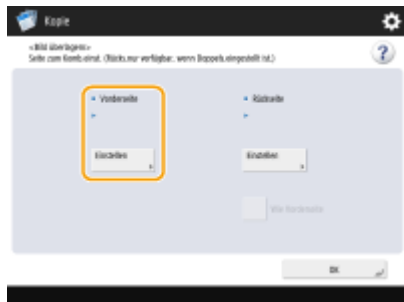 Kopie
<Bild überlagern>
Seite zum Komb.einst. (Rücks.nur verfügbar, wenn Doppels.eingestellt ist.)
?
Vorderseite
Rückseite
Einstellen
Einstellen
Wie Vorderseite
OK